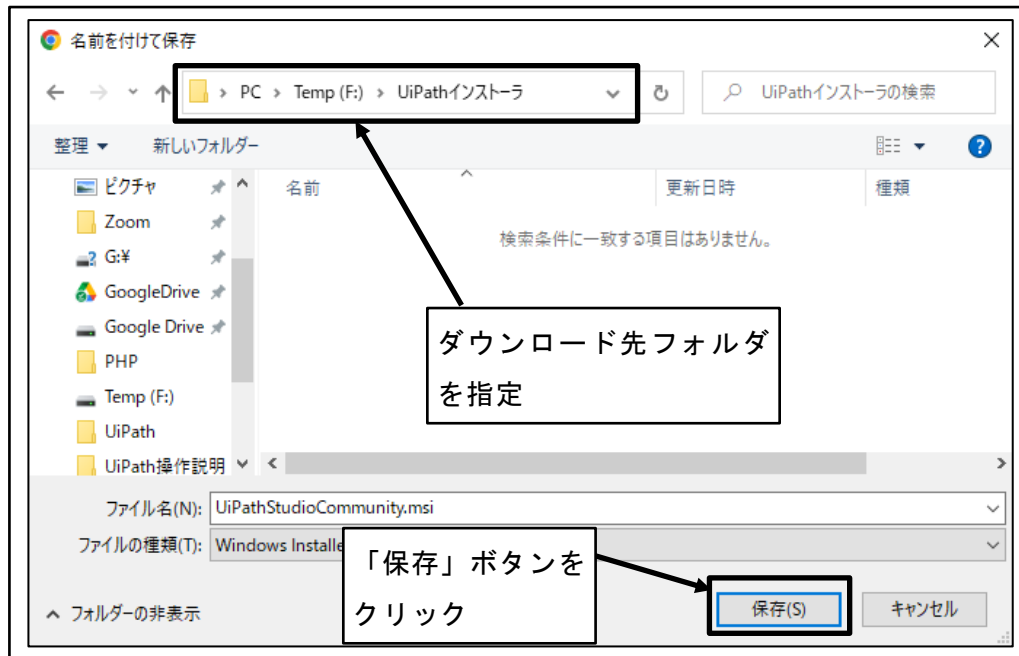 名前を付けて保存
PC > Temp (F:) > UiPathインストーラ
UiPathインストーラの検索
整理
新しいフォルダー
ピクチャ
Zoom
G:¥
GoogleDrive
Google Drive
PHP
Temp (F:)
UiPath
UiPath操作説明
名前
更新日時
種類
検索条件に一致する項目はありません。
ダウンロード先フォルダ
を指定
ファイル名(N): UiPathStudioCommunity.msi
ファイルの種類(T): Windows Installe
「保存」ボタンを
クリック
フォルダーの非表示
保存(S)
キャンセル